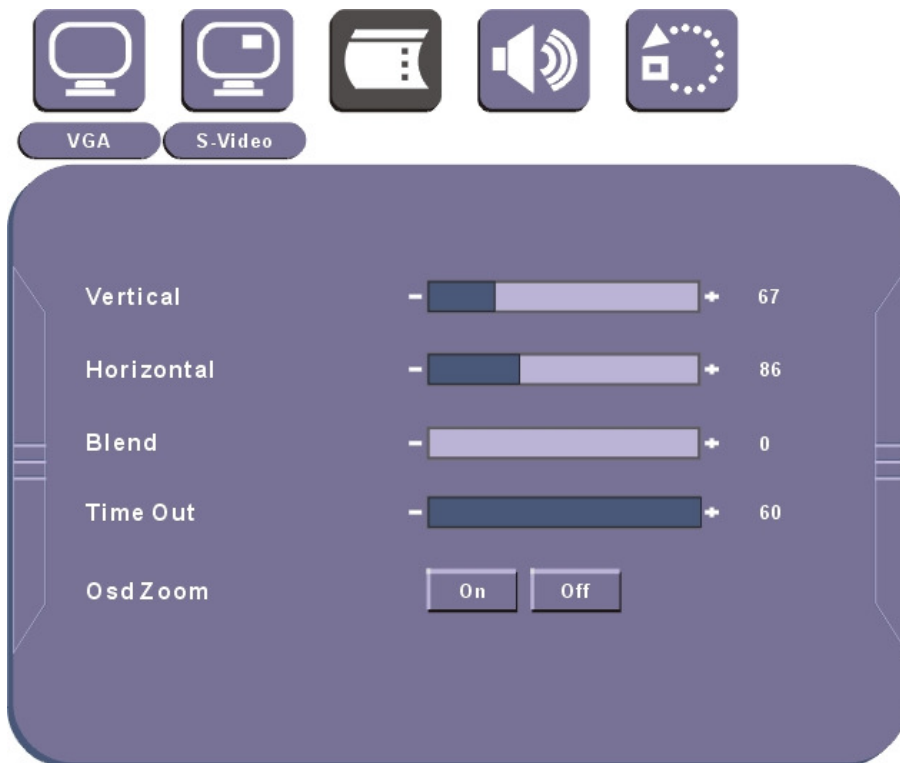 VGA S-Video
Vertical - + 67
Horizontal - + 86
Blend - + 0
Time Out - + 60
Osd Zoom On Off